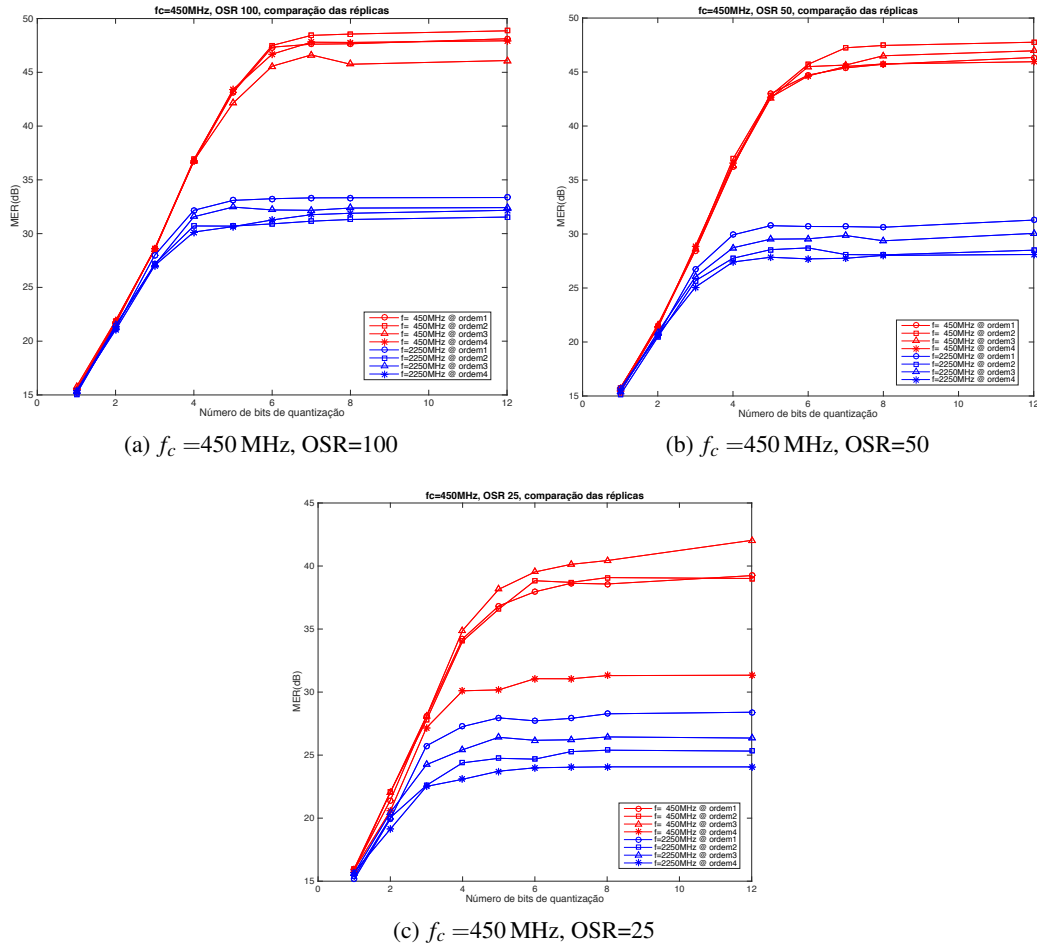 fc=450MHz, OSR 100, comparação das réplicas
50
45
40
35
30
25
20
15
MER(dB)
0 2 4 6 8 10 12
Número de bits de quantização
f= 450MHz @ ordem1
f= 450MHz @ ordem2
f= 450MHz @ ordem3
f= 450MHz @ ordem4
f=2250MHz @ ordem1
f=2250MHz @ ordem2
f=2250MHz @ ordem3
f=2250MHz @ ordem4
(a) fc =450 MHz, OSR=100
fc=450MHz, OSR 50, comparação das réplicas
50
45
40
35
30
25
20
15
MER(dB)
0 2 4 6 8 10 12
Número de bits de quantização
f= 450MHz @ ordem1
f= 450MHz @ ordem2
f= 450MHz @ ordem3
f= 450MHz @ ordem4
f=2250MHz @ ordem1
f=2250MHz @ ordem2
f=2250MHz @ ordem3
f=2250MHz @ ordem4
(b) fc =450 MHz, OSR=50
fc=450MHz, OSR 25, comparação das réplicas
45
40
35
30
25
20
15
MER(dB)
0 2 4 6 8 10 12
Número de bits de quantização
f= 450MHz @ ordem1
f= 450MHz @ ordem2
f= 450MHz @ ordem3
f= 450MHz @ ordem4
f=2250MHz @ ordem1
f=2250MHz @ ordem2
f=2250MHz @ ordem3
f=2250MHz @ ordem4
(c) fc =450 MHz, OSR=25